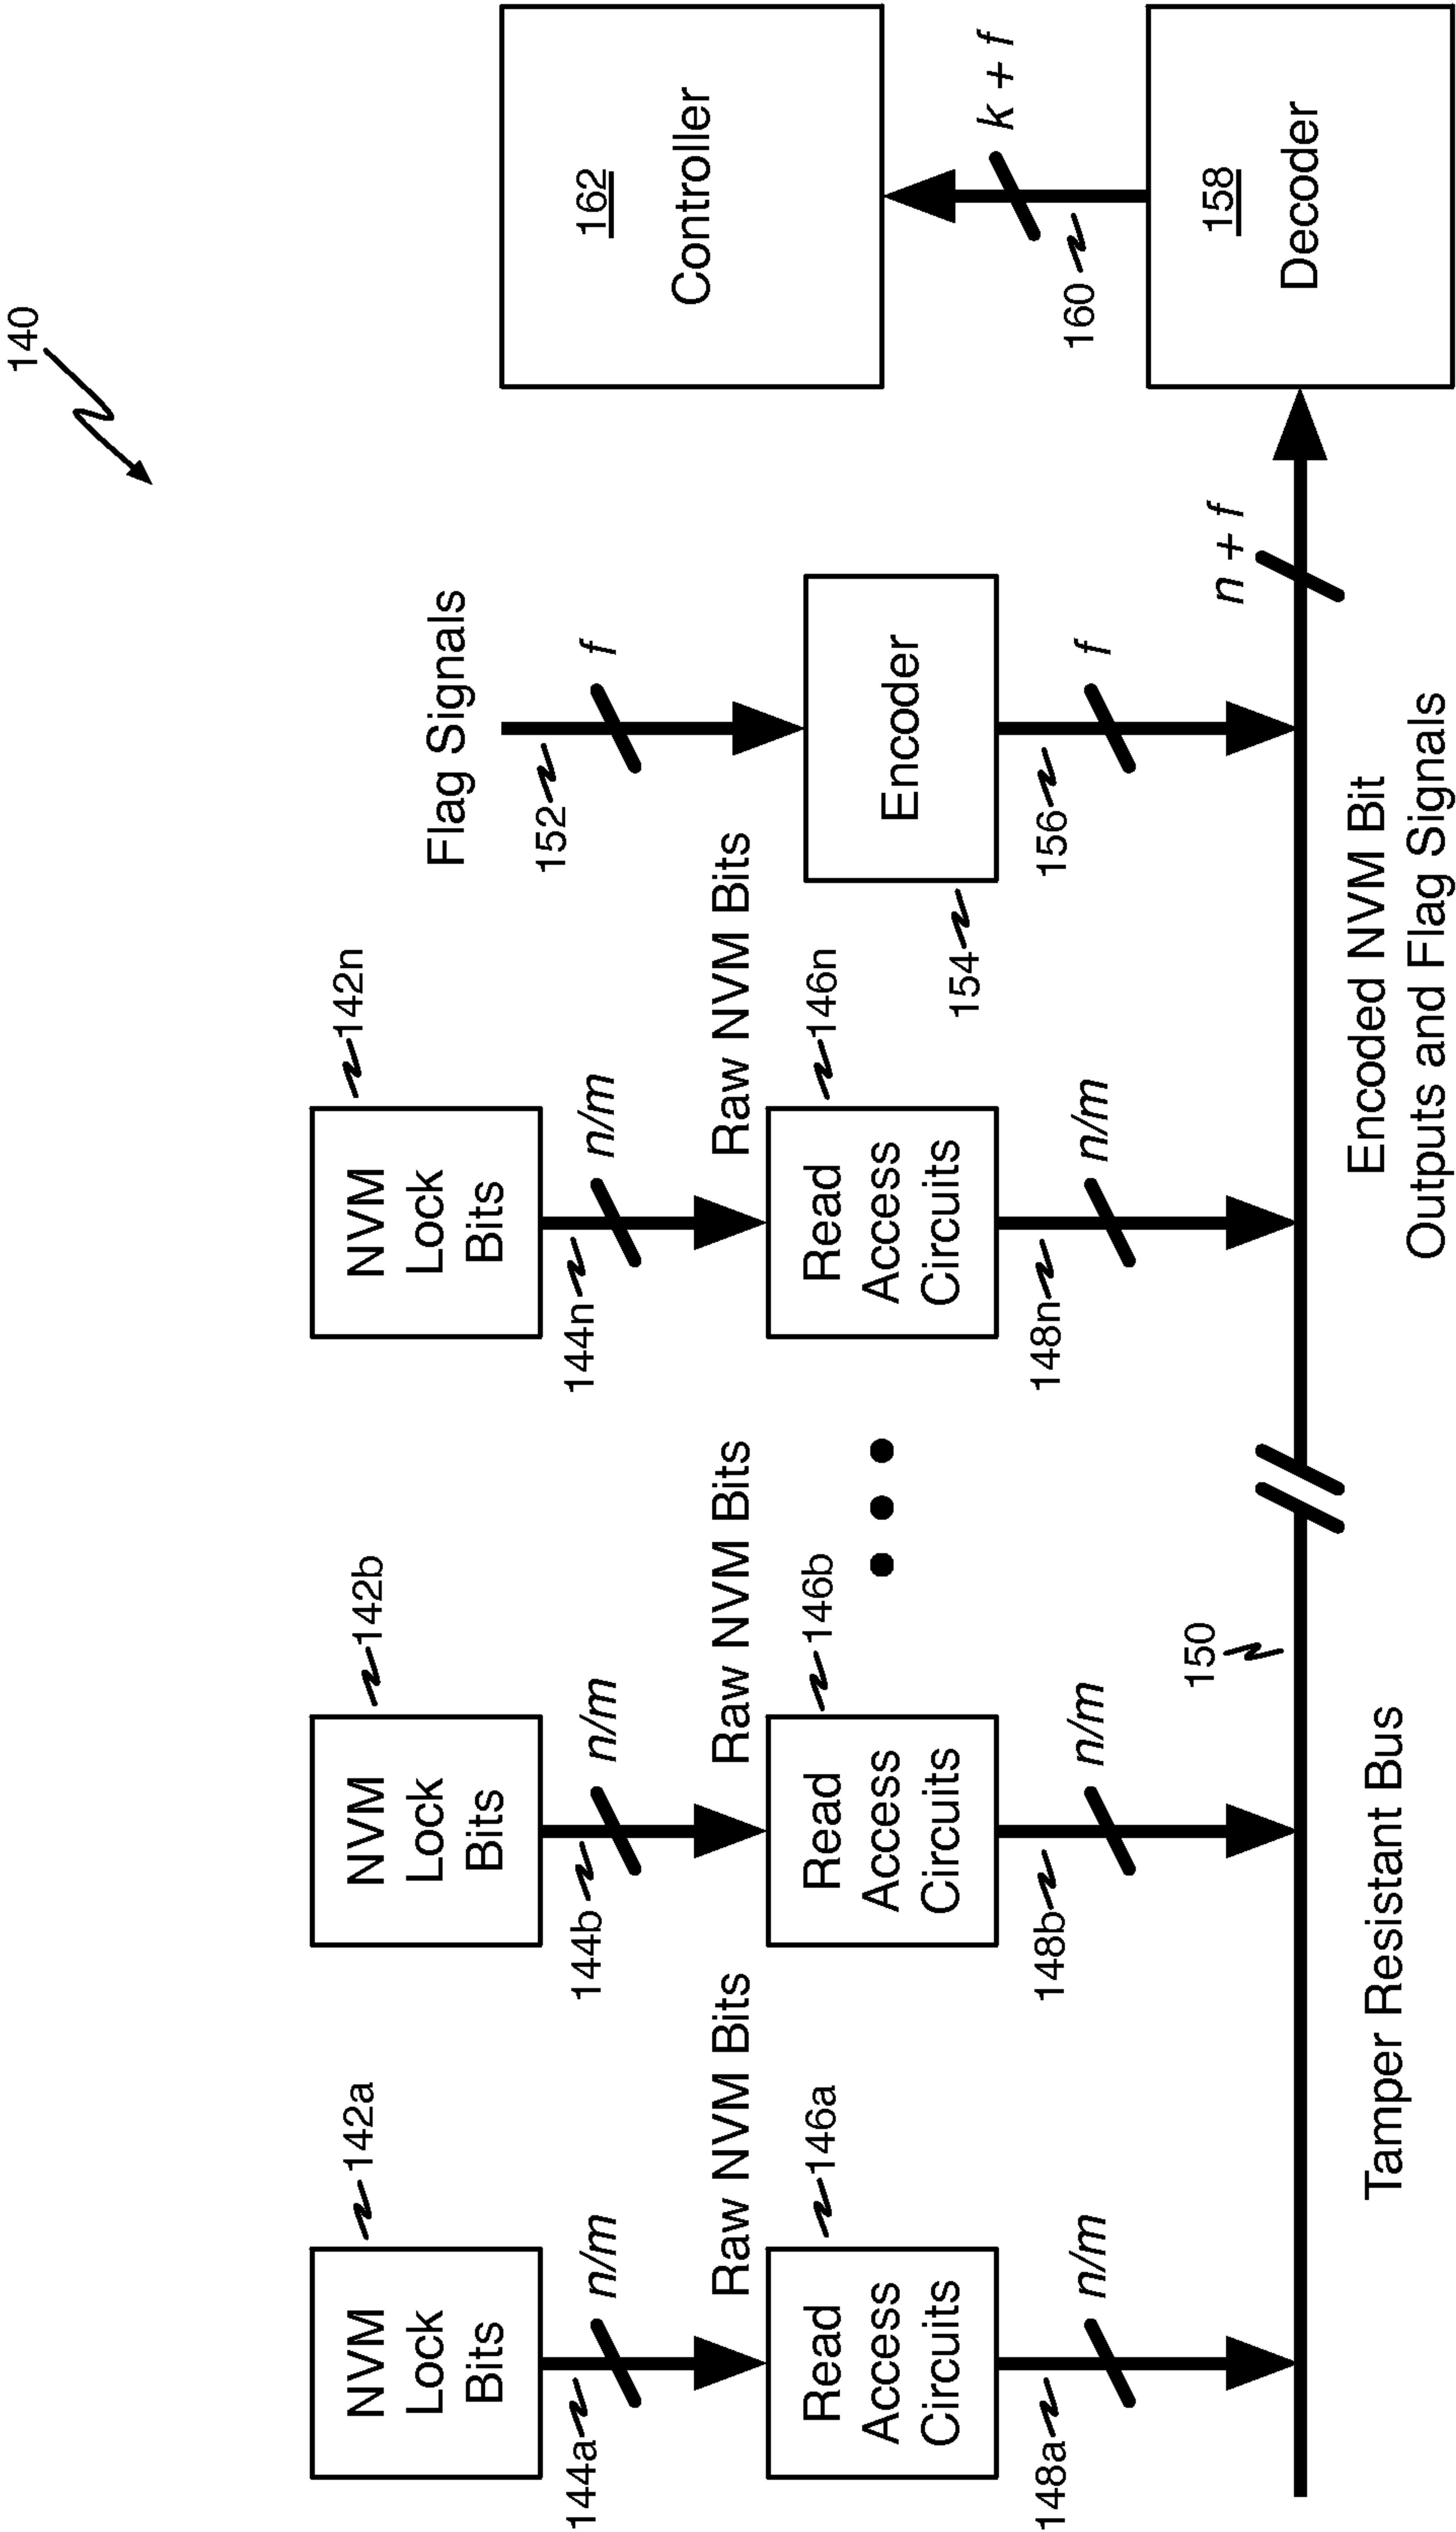 140
142a
142b
142n
NVM
Lock
Bits
NVM
Lock
Bits
NVM
Lock
Bits
Flag Signals
144a
n/m
144b
n/m
144n
n/m
152
f
162
Controller
Raw NVM Bits
Raw NVM Bits
Raw NVM Bits
146a
146b
146n
Read
Access
Circuits
Read
Access
Circuits
Read
Access
Circuits
Encoder
154
160
k + f
148a
n/m
148b
n/m
148n
n/m
156
f
150
n + f
158
Decoder
Tamper Resistant Bus
Encoded NVM Bit
Outputs and Flag Signals